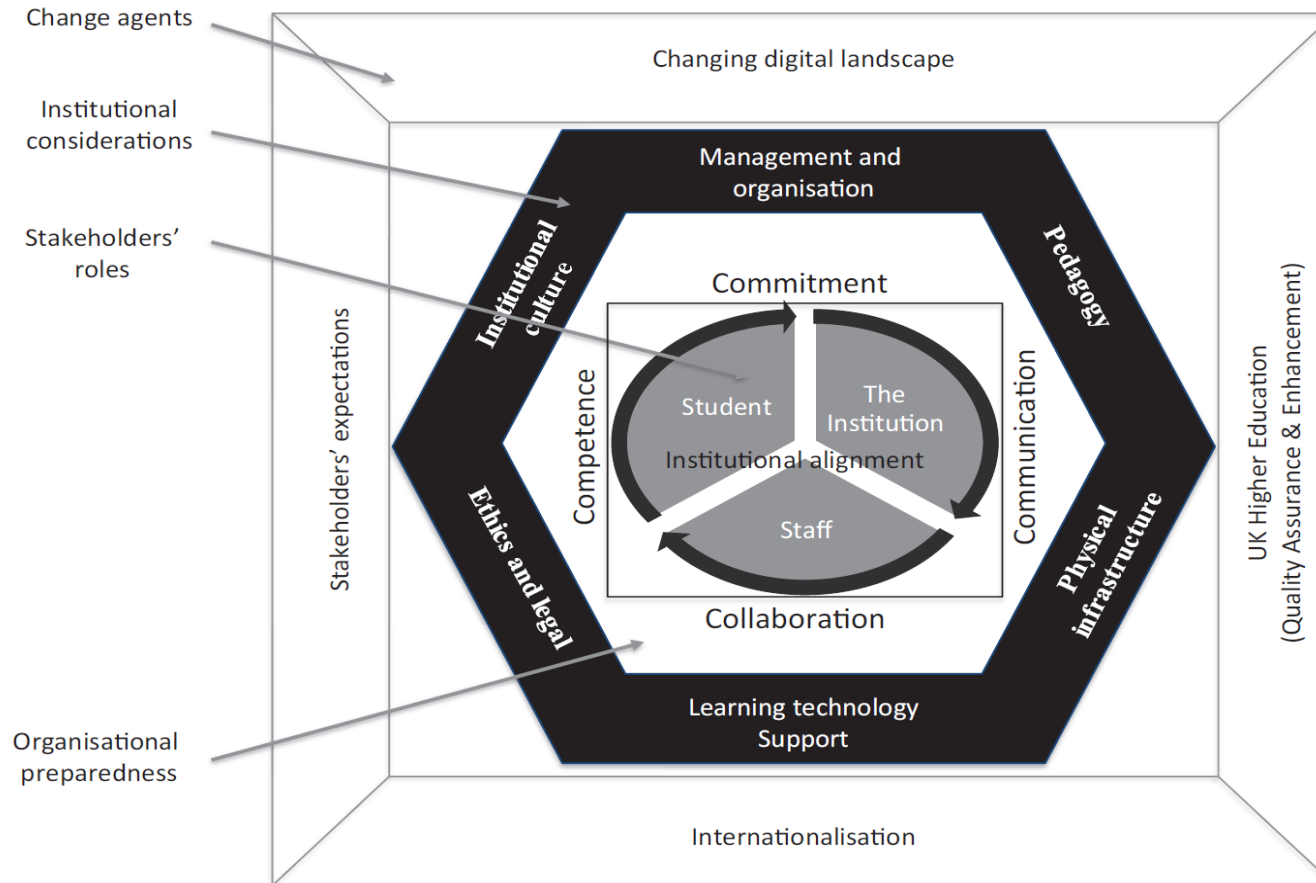 Change agents
Institutional
considerations
Stakeholders’
roles
Organisational
preparedness
Changing digital landscape
Stakeholders’ expectations
UK Higher Education
(Quality Assurance & Enhancement)
Internationalisation
Management and
organisation
Institutional
culture
Pedagogy
Ethics and legal
Physical
infrastructure
Learning technology
Support
Commitment
Competence
Communication
Collaboration
Student
The
Institution
Institutional alignment
Staff